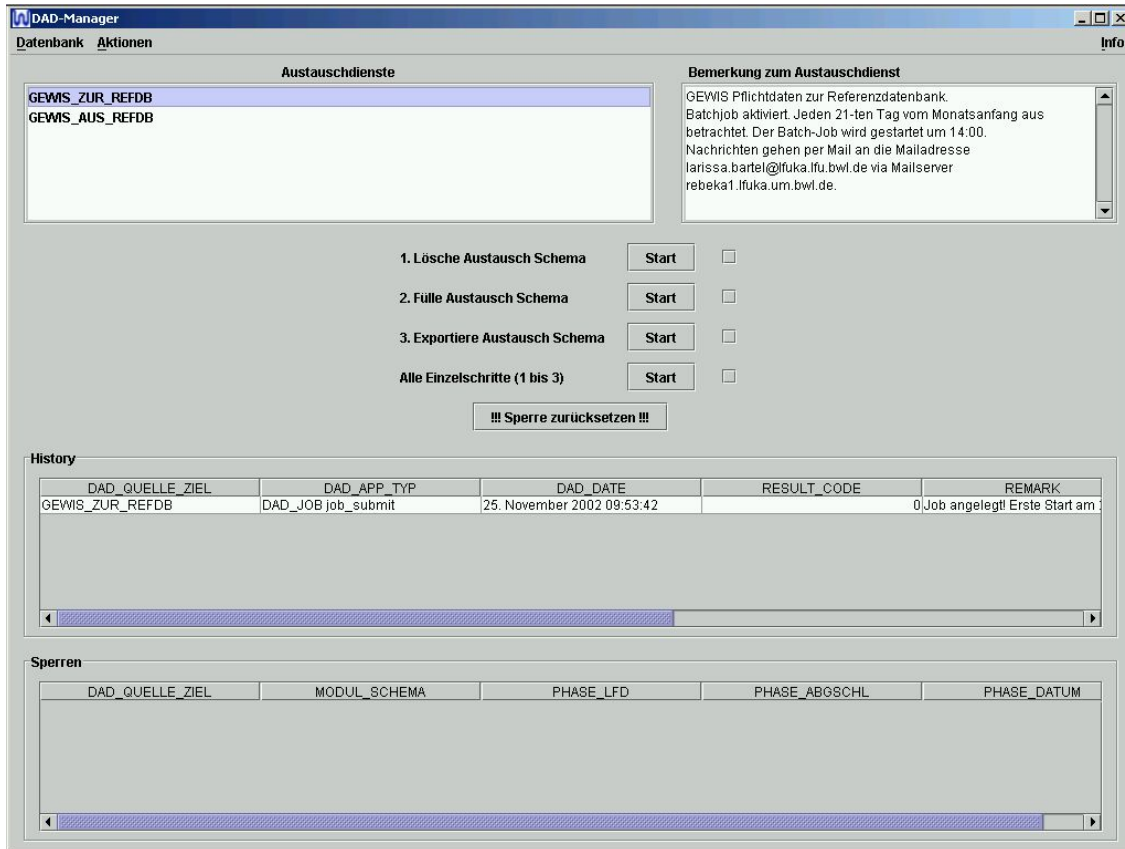 DAD-Manager
Datenbank Aktionen Info
Austauschdienste
GEWIS_ZUR_REFDB
GEWIS_AUS_REFDB
Bemerkung zum Austauschdienst
GEWIS Pflichtdaten zur Referenzdatenbank.
Batchjob aktiviert. Jeden 21-ten Tag vom Monatsanfang aus
betrachtet. Der Batch-Job wird gestartet um 14:00.
Nachrichten gehen per Mail an die Mailadresse
larissa.bartel@lfuka.lfu.bwl.de via Mailserver
rebeka1.lfuka.um.bwl.de.
1. Lösche Austausch Schema Start
2. Fülle Austausch Schema Start
3. Exportiere Austausch Schema Start
Alle Einzelschritte (1 bis 3) Start
!!! Sperre zurücksetzen !!!
History
DAD_QUELLE_ZIEL DAD_APP_TYP DAD_DATE RESULT_CODE REMARK
GEWIS_ZUR_REFDB DAD_JOB job_submit 25. November 2002 09:53:42 0 Job angelegt! Erste Start am
Sperren
DAD_QUELLE_ZIEL MODUL_SCHEMA PHASE_LFD PHASE_ABGSCHL PHASE_DATUM